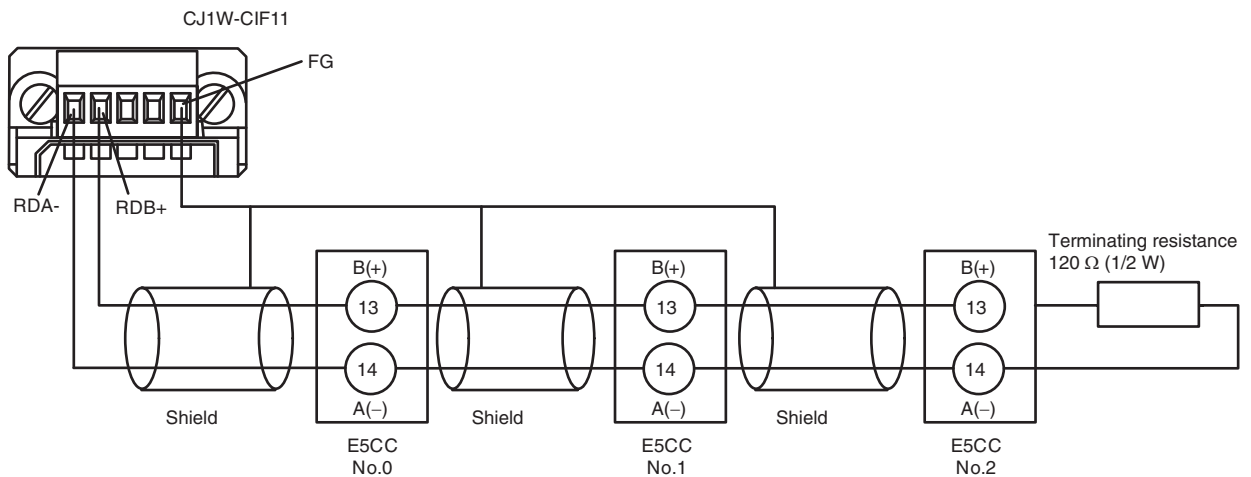 CJ1W-CIF11
FG
RDA-
RDB+
Terminating resistance
120 Ω (1/2 W)
B(+)
B(+)
B(+)
13
13
13
14
14
14
A(−)
A(−)
A(−)
Shield
Shield
Shield
E5CC
No.0
E5CC
No.1
E5CC
No.2